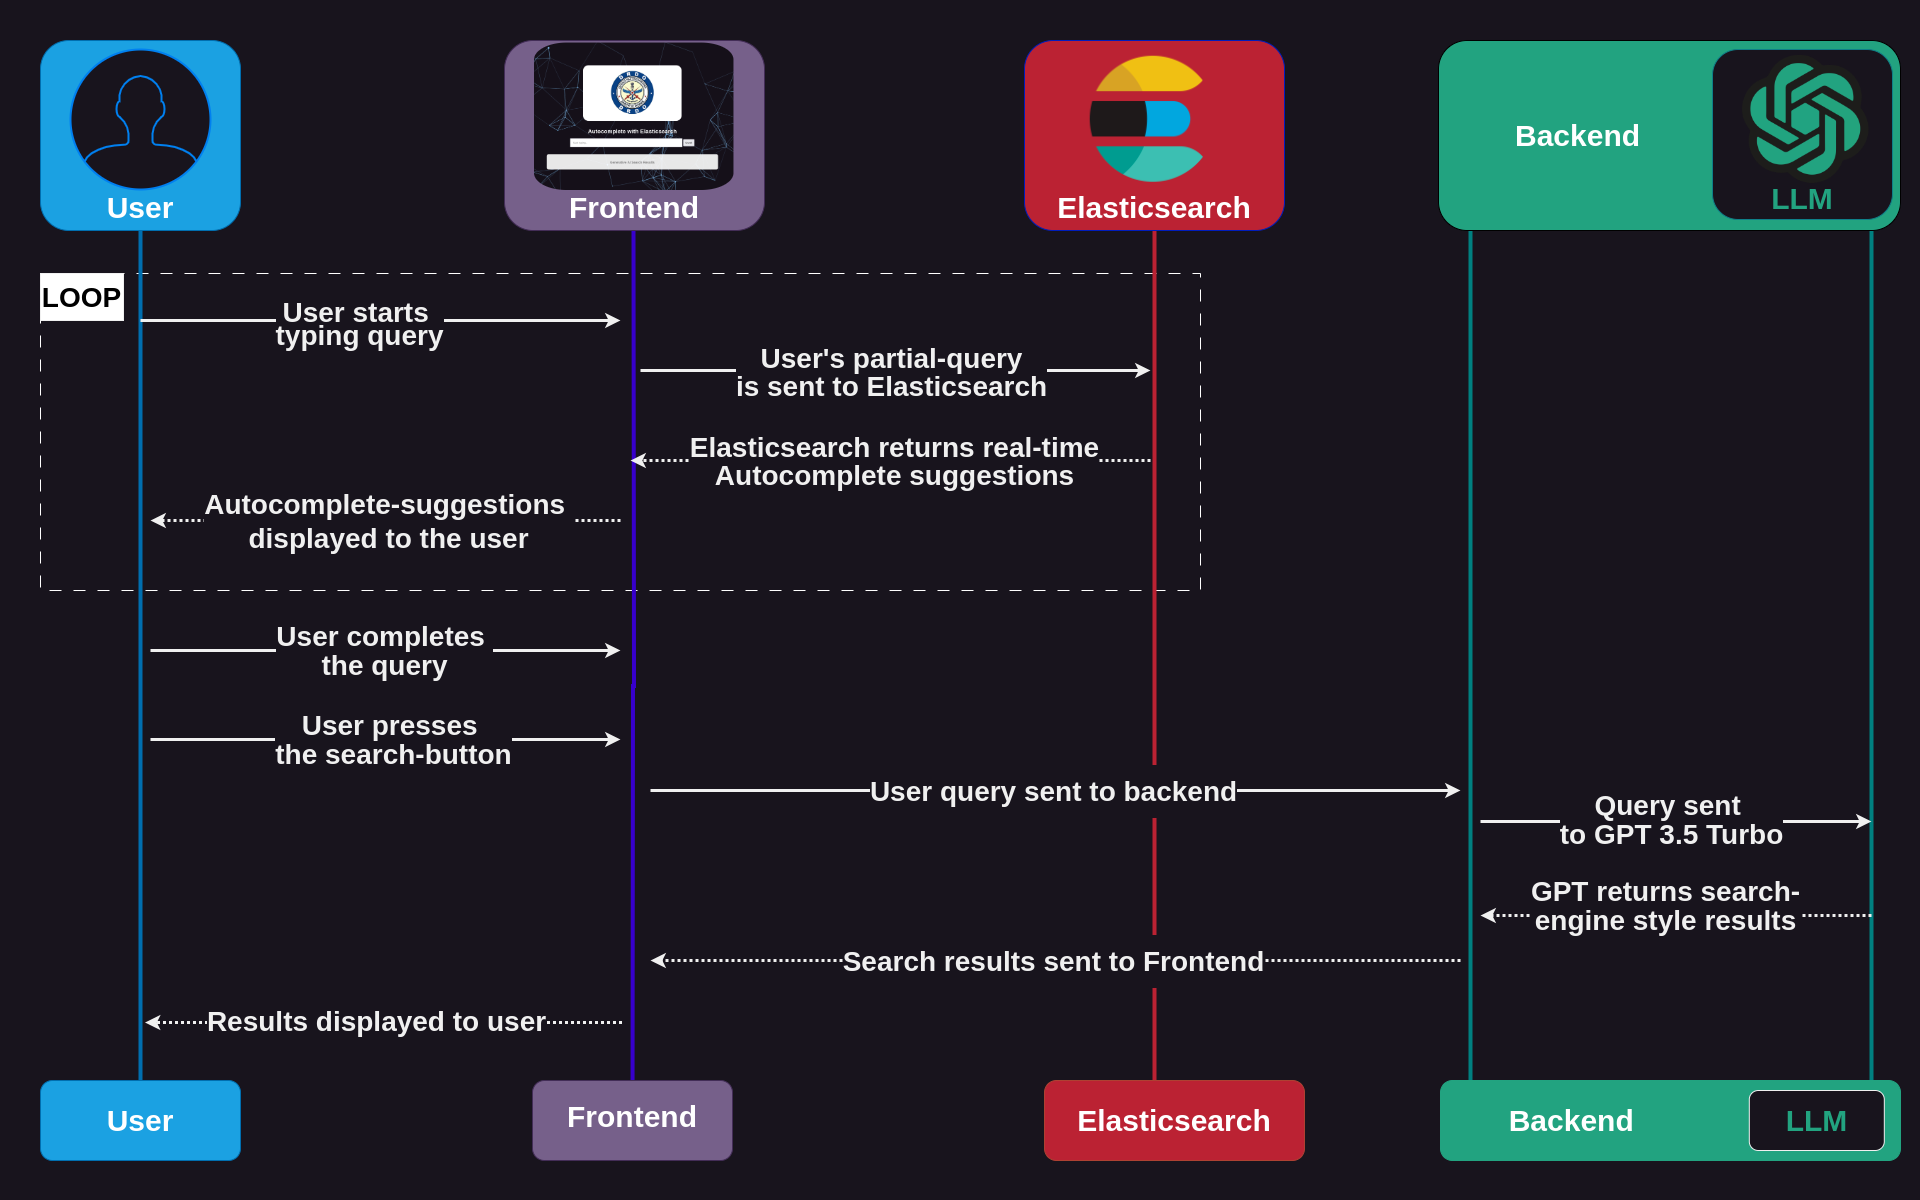 DRDO
DRDO
Autocomplete with Elasticsearch
User
Frontend
Elasticsearch
Backend
LLM
LOOP
User starts
typing query
User's partial-query
is sent to Elasticsearch
Elasticsearch returns real-time
Autocomplete suggestions
Autocomplete-suggestions
displayed to the user
User completes
the query
User presses
the search-button
User query sent to backend
Query sent
to GPT 3.5 Turbo
GPT returns search-
engine style results
Search results sent to Frontend
Results displayed to user
User
Frontend
Elasticsearch
Backend
LLM